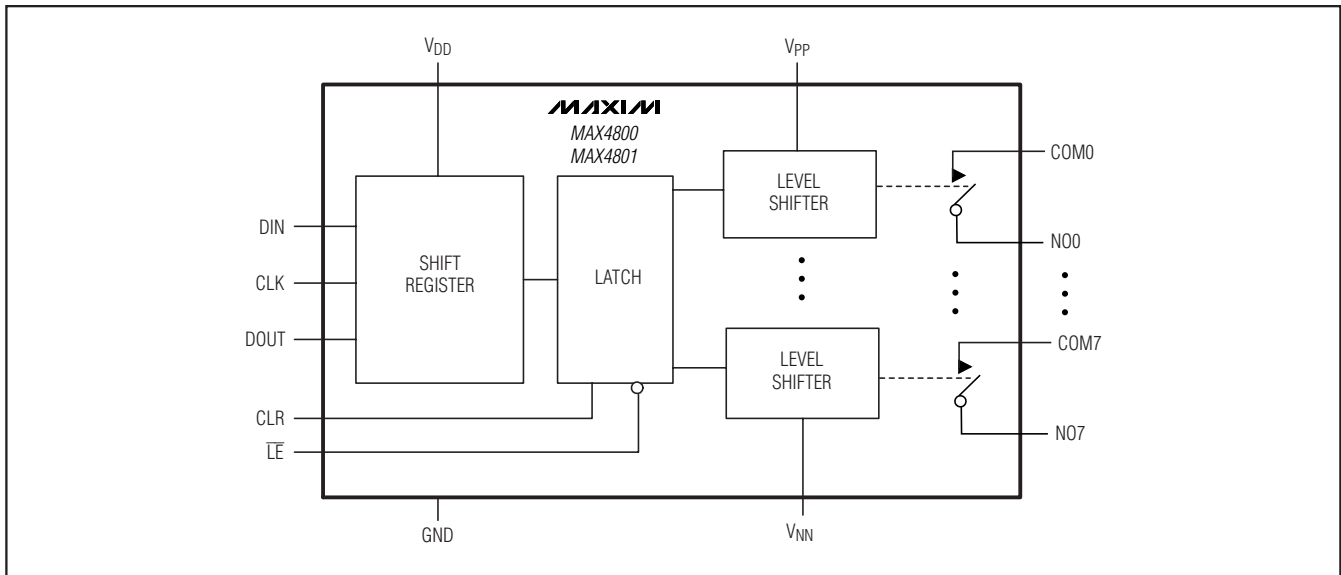 VDD
VPP
MAXIM
MAX4800
MAX4801
DIN
CLK
DOUT
CLR
LE
SHIFT
REGISTER
LATCH
LEVEL
SHIFTER
LEVEL
SHIFTER
COM0
NO0
COM7
NO7
GND
VNN